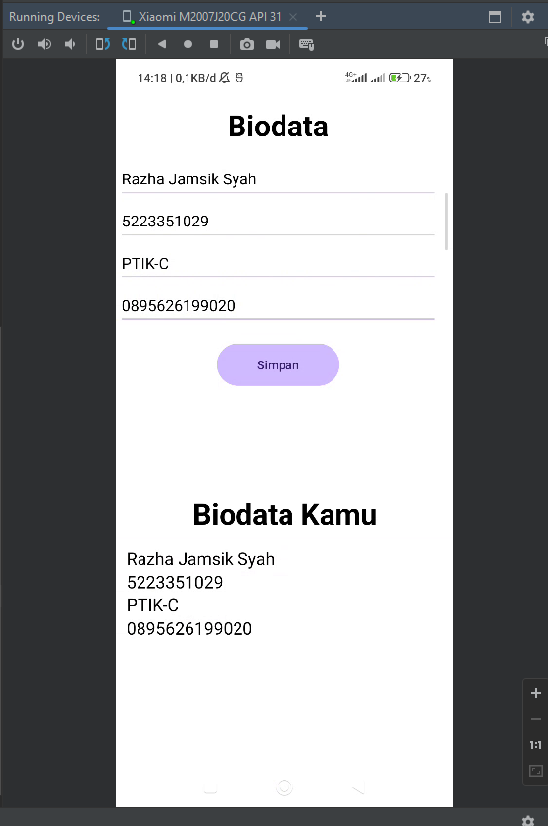 Running Devices: Xiaomi M2007J20CG API 31
14:18 | 0,1KB/d 4G 27%
Biodata
Razha Jamsik Syah
5223351029
PTIK-C
0895626199020
Simpan
Biodata Kamu
Razha Jamsik Syah
5223351029
PTIK-C
0895626199020
1:1